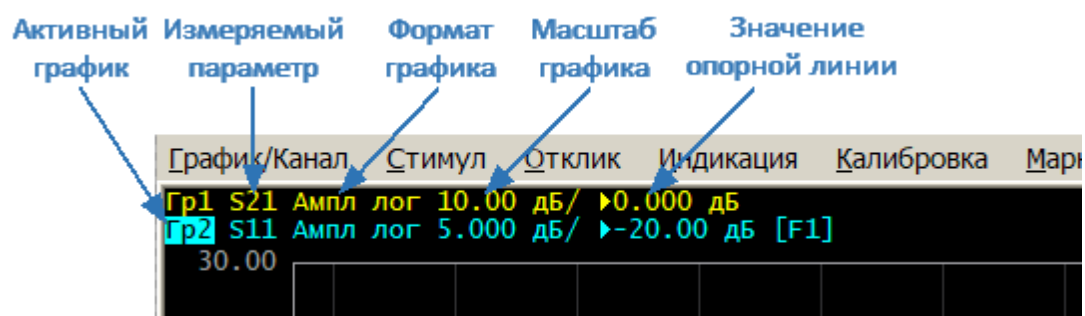 Активный Измеряемый Формат Масштаб Значение
график параметр графика графика опорной линии
График/Канал Стимул Отклик Индикация Калибровка Марк
Гр1 S21 Ампл лог 10.00 дБ/ ▶0.000 дБ
Гр2 S11 Ампл лог 5.000 дБ/ ▶-20.00 дБ [F1]
30.00